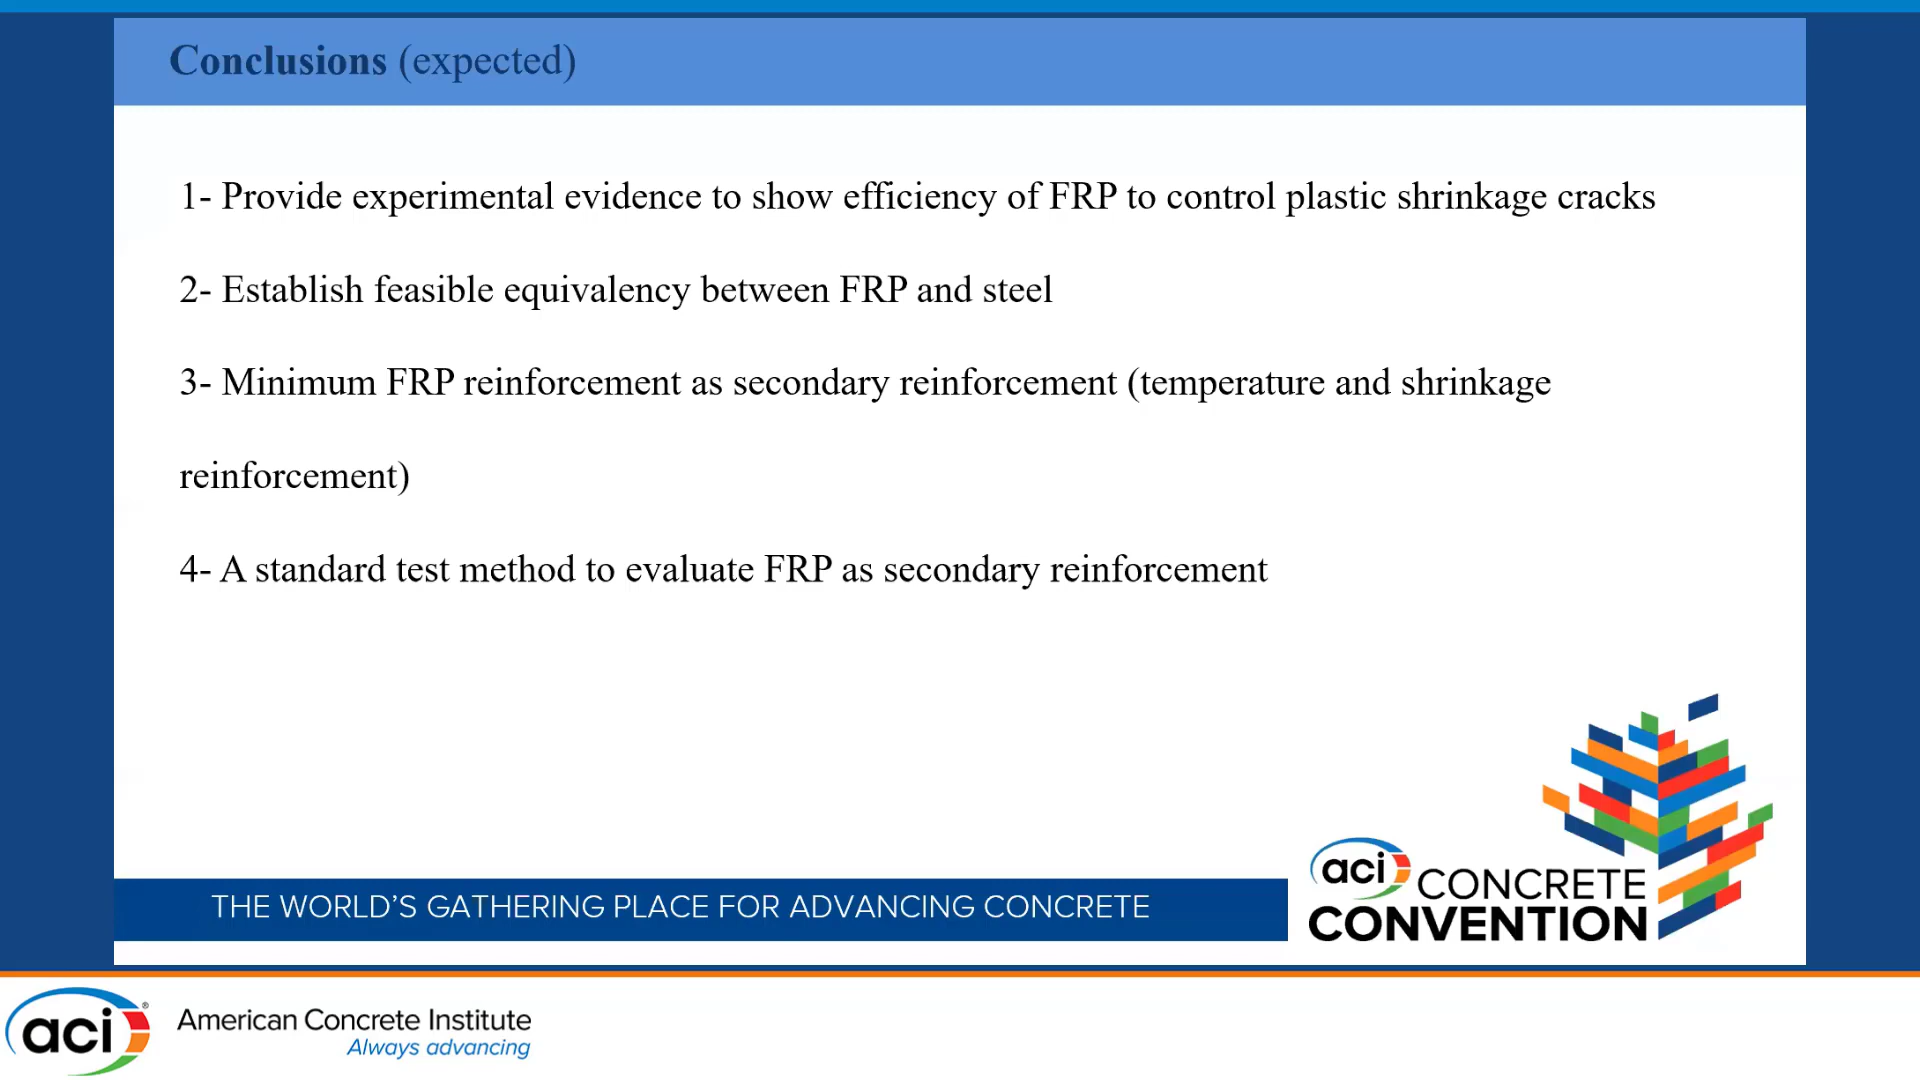 Conclusions (expected)
1- Provide experimental evidence to show efficiency of FRP to control plastic shrinkage cracks
2- Establish feasible equivalency between FRP and steel
3- Minimum FRP reinforcement as secondary reinforcement (temperature and shrinkage
reinforcement)
4- A standard test method to evaluate FRP as secondary reinforcement
THE WORLD'S GATHERING PLACE FOR ADVANCING CONCRETE
aci CONCRETE
CONVENTION
aci®
American Concrete Institute
Always advancing